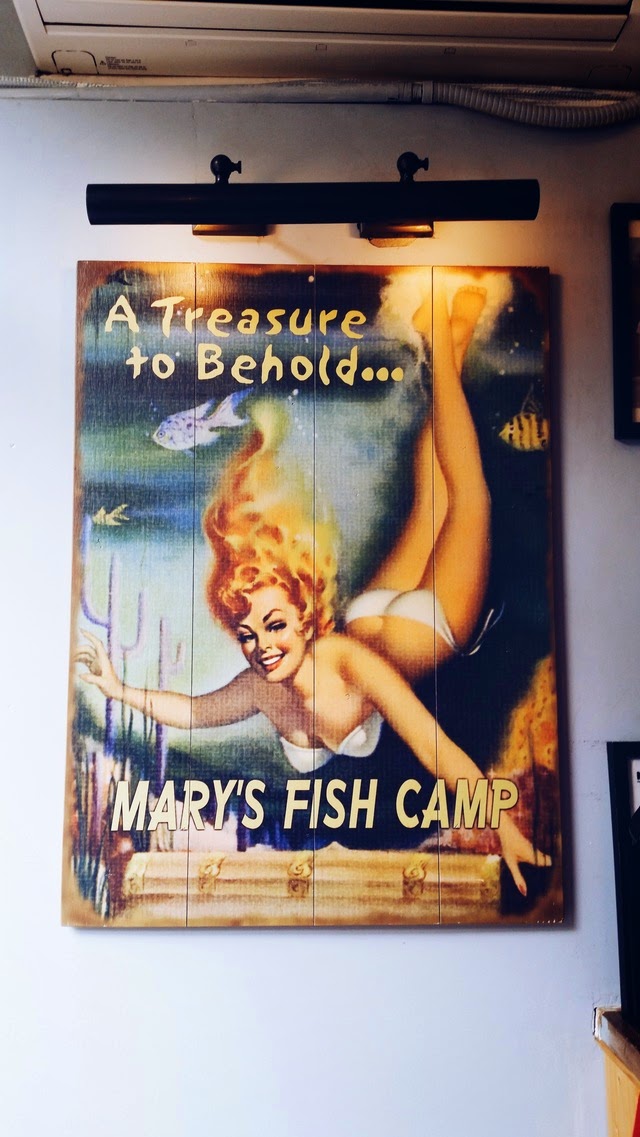 A Treasure
to Behold...
MARY'S FISH CAMP